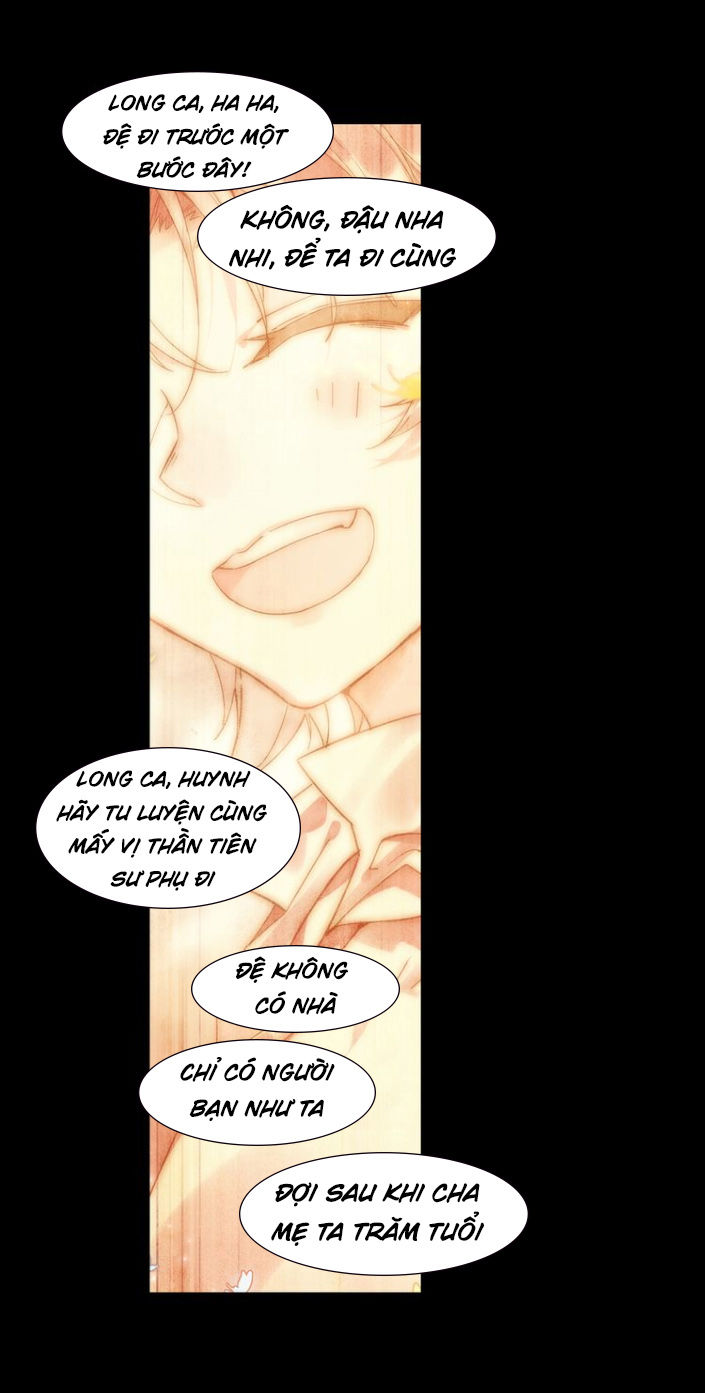 LONG CA, HA HA,
ĐỆ ĐI TRƯỚC MỘT
BƯỚC ĐÂY!
KHÔNG, ĐẬU NHA
NHI, ĐỂ TA ĐI CÙNG
LONG CA, HUYNH
HÃY TU LUYỆN CÙNG
MẤY VỊ THẦN TIÊN
SƯ PHỤ ĐI
ĐỆ KHÔNG
CÓ NHÀ
CHỈ CÓ NGƯỜI
BẠN NHƯ TA
ĐỢI SAU KHI CHA
MẸ TA TRĂM TUỔI